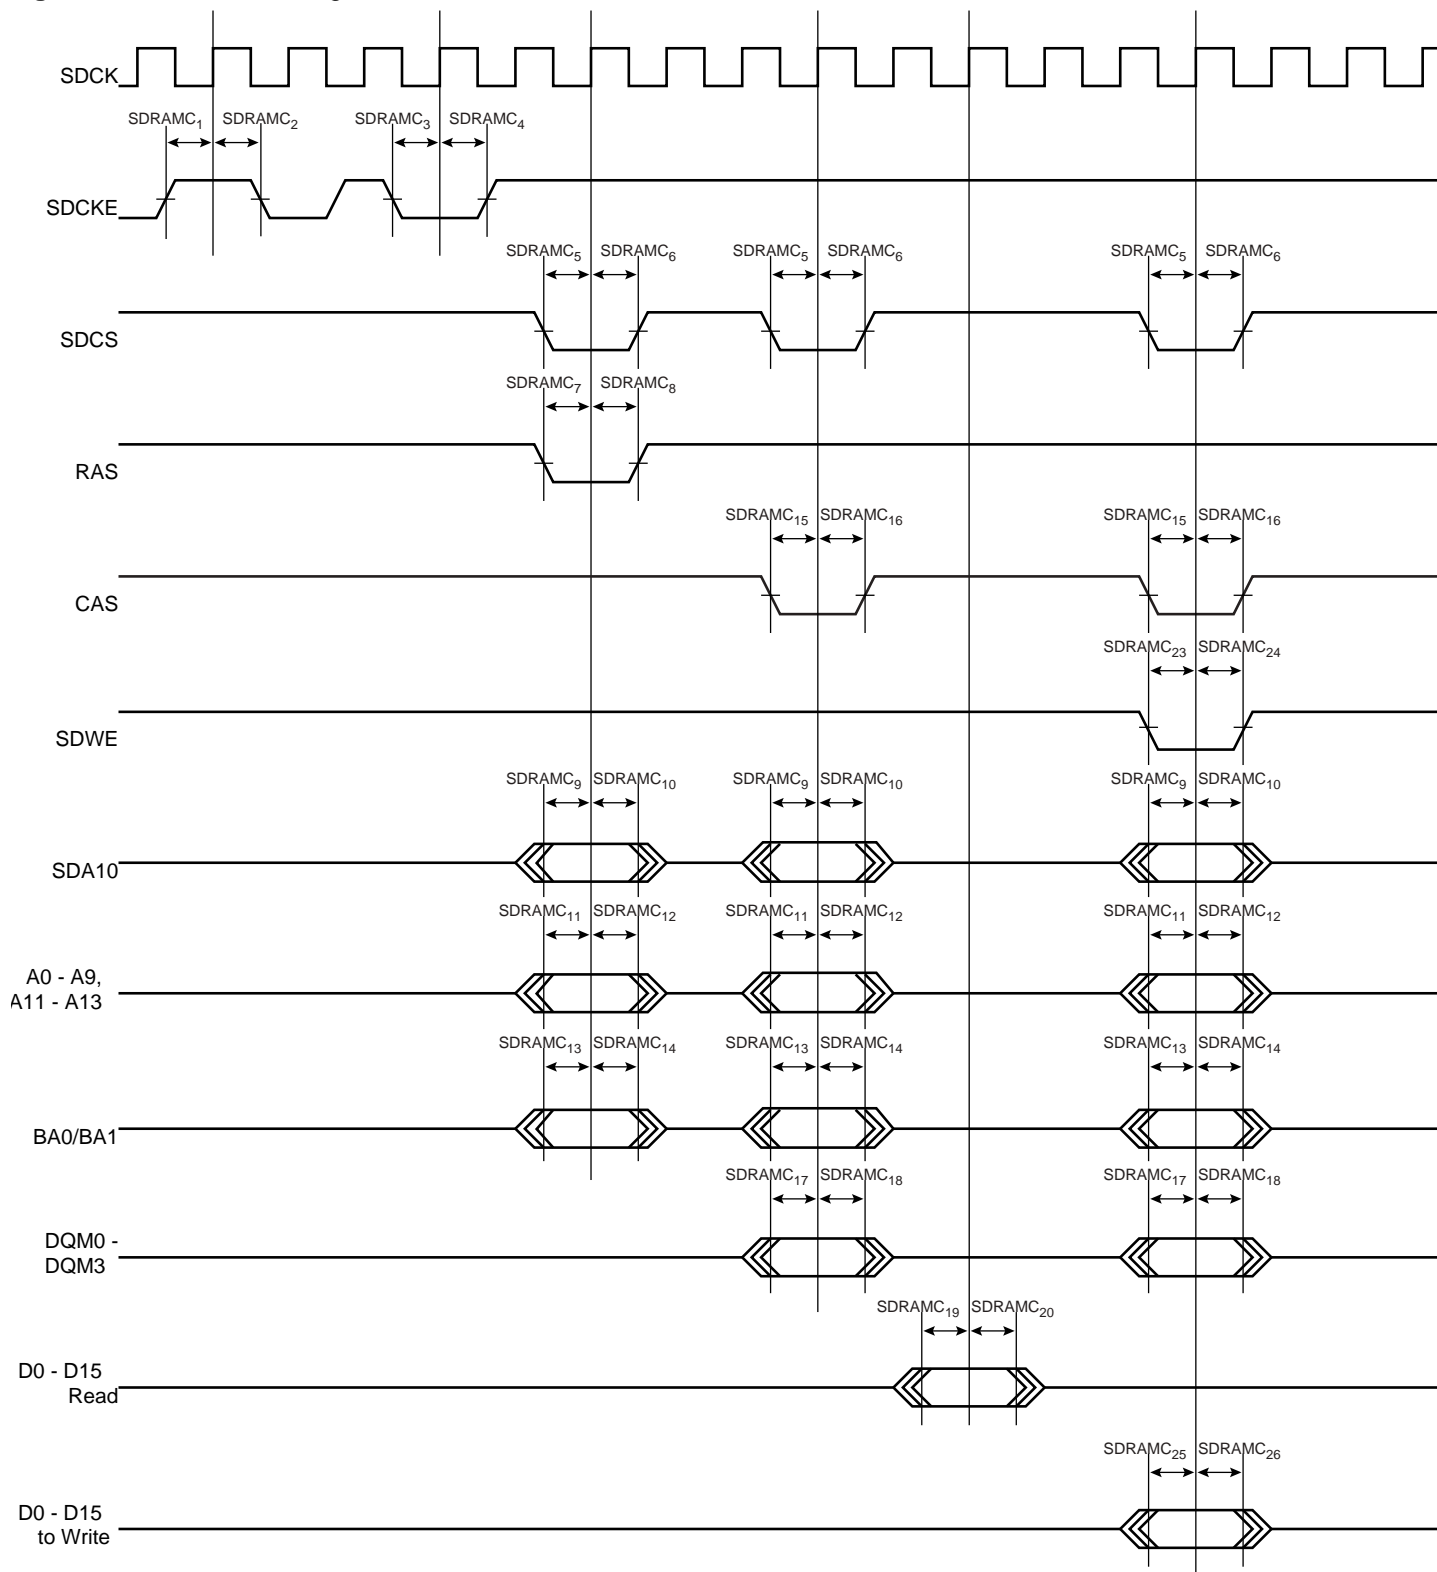 SDCK
SDRAMC1 SDRAMC2 SDRAMC3 SDRAMC4
SDCKE
SDRAMC5 SDRAMC6 SDRAMC5 SDRAMC6 SDRAMC5 SDRAMC6
SDCS
SDRAMC7 SDRAMC8
RAS
SDRAMC15 SDRAMC16 SDRAMC15 SDRAMC16
CAS
SDRAMC23 SDRAMC24
SDWE
SDRAMC9 SDRAMC10 SDRAMC9 SDRAMC10 SDRAMC9 SDRAMC10
SDA10
SDRAMC11 SDRAMC12 SDRAMC11 SDRAMC12 SDRAMC11 SDRAMC12
A0 - A9,
A11 - A13
SDRAMC13 SDRAMC14 SDRAMC13 SDRAMC14 SDRAMC13 SDRAMC14
BA0/BA1
SDRAMC17 SDRAMC18 SDRAMC17 SDRAMC18
DQM0 -
DQM3
SDRAMC19 SDRAMC20
D0 - D15
Read
SDRAMC25 SDRAMC26
D0 - D15
to Write